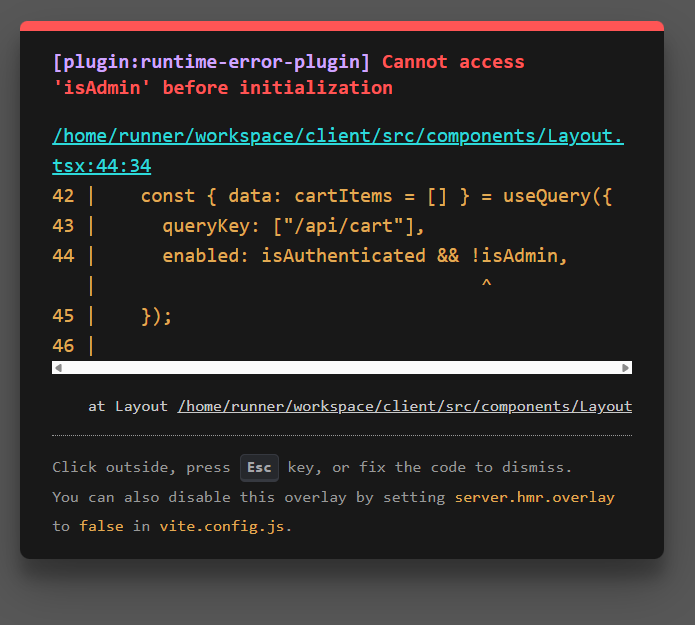 [plugin:runtime-error-plugin] Cannot access
'isAdmin' before initialization
/home/runner/workspace/client/src/components/Layout.
tsx:44:34
42 |    const { data: cartItems = [] } = useQuery({
43 |      queryKey: ["/api/cart"],
44 |      enabled: isAuthenticated && !isAdmin,
   |                                   ^
45 |    });
46 |
at Layout /home/runner/workspace/client/src/components/Layout
Click outside, press Esc key, or fix the code to dismiss.
You can also disable this overlay by setting server.hmr.overlay
to false in vite.config.js.